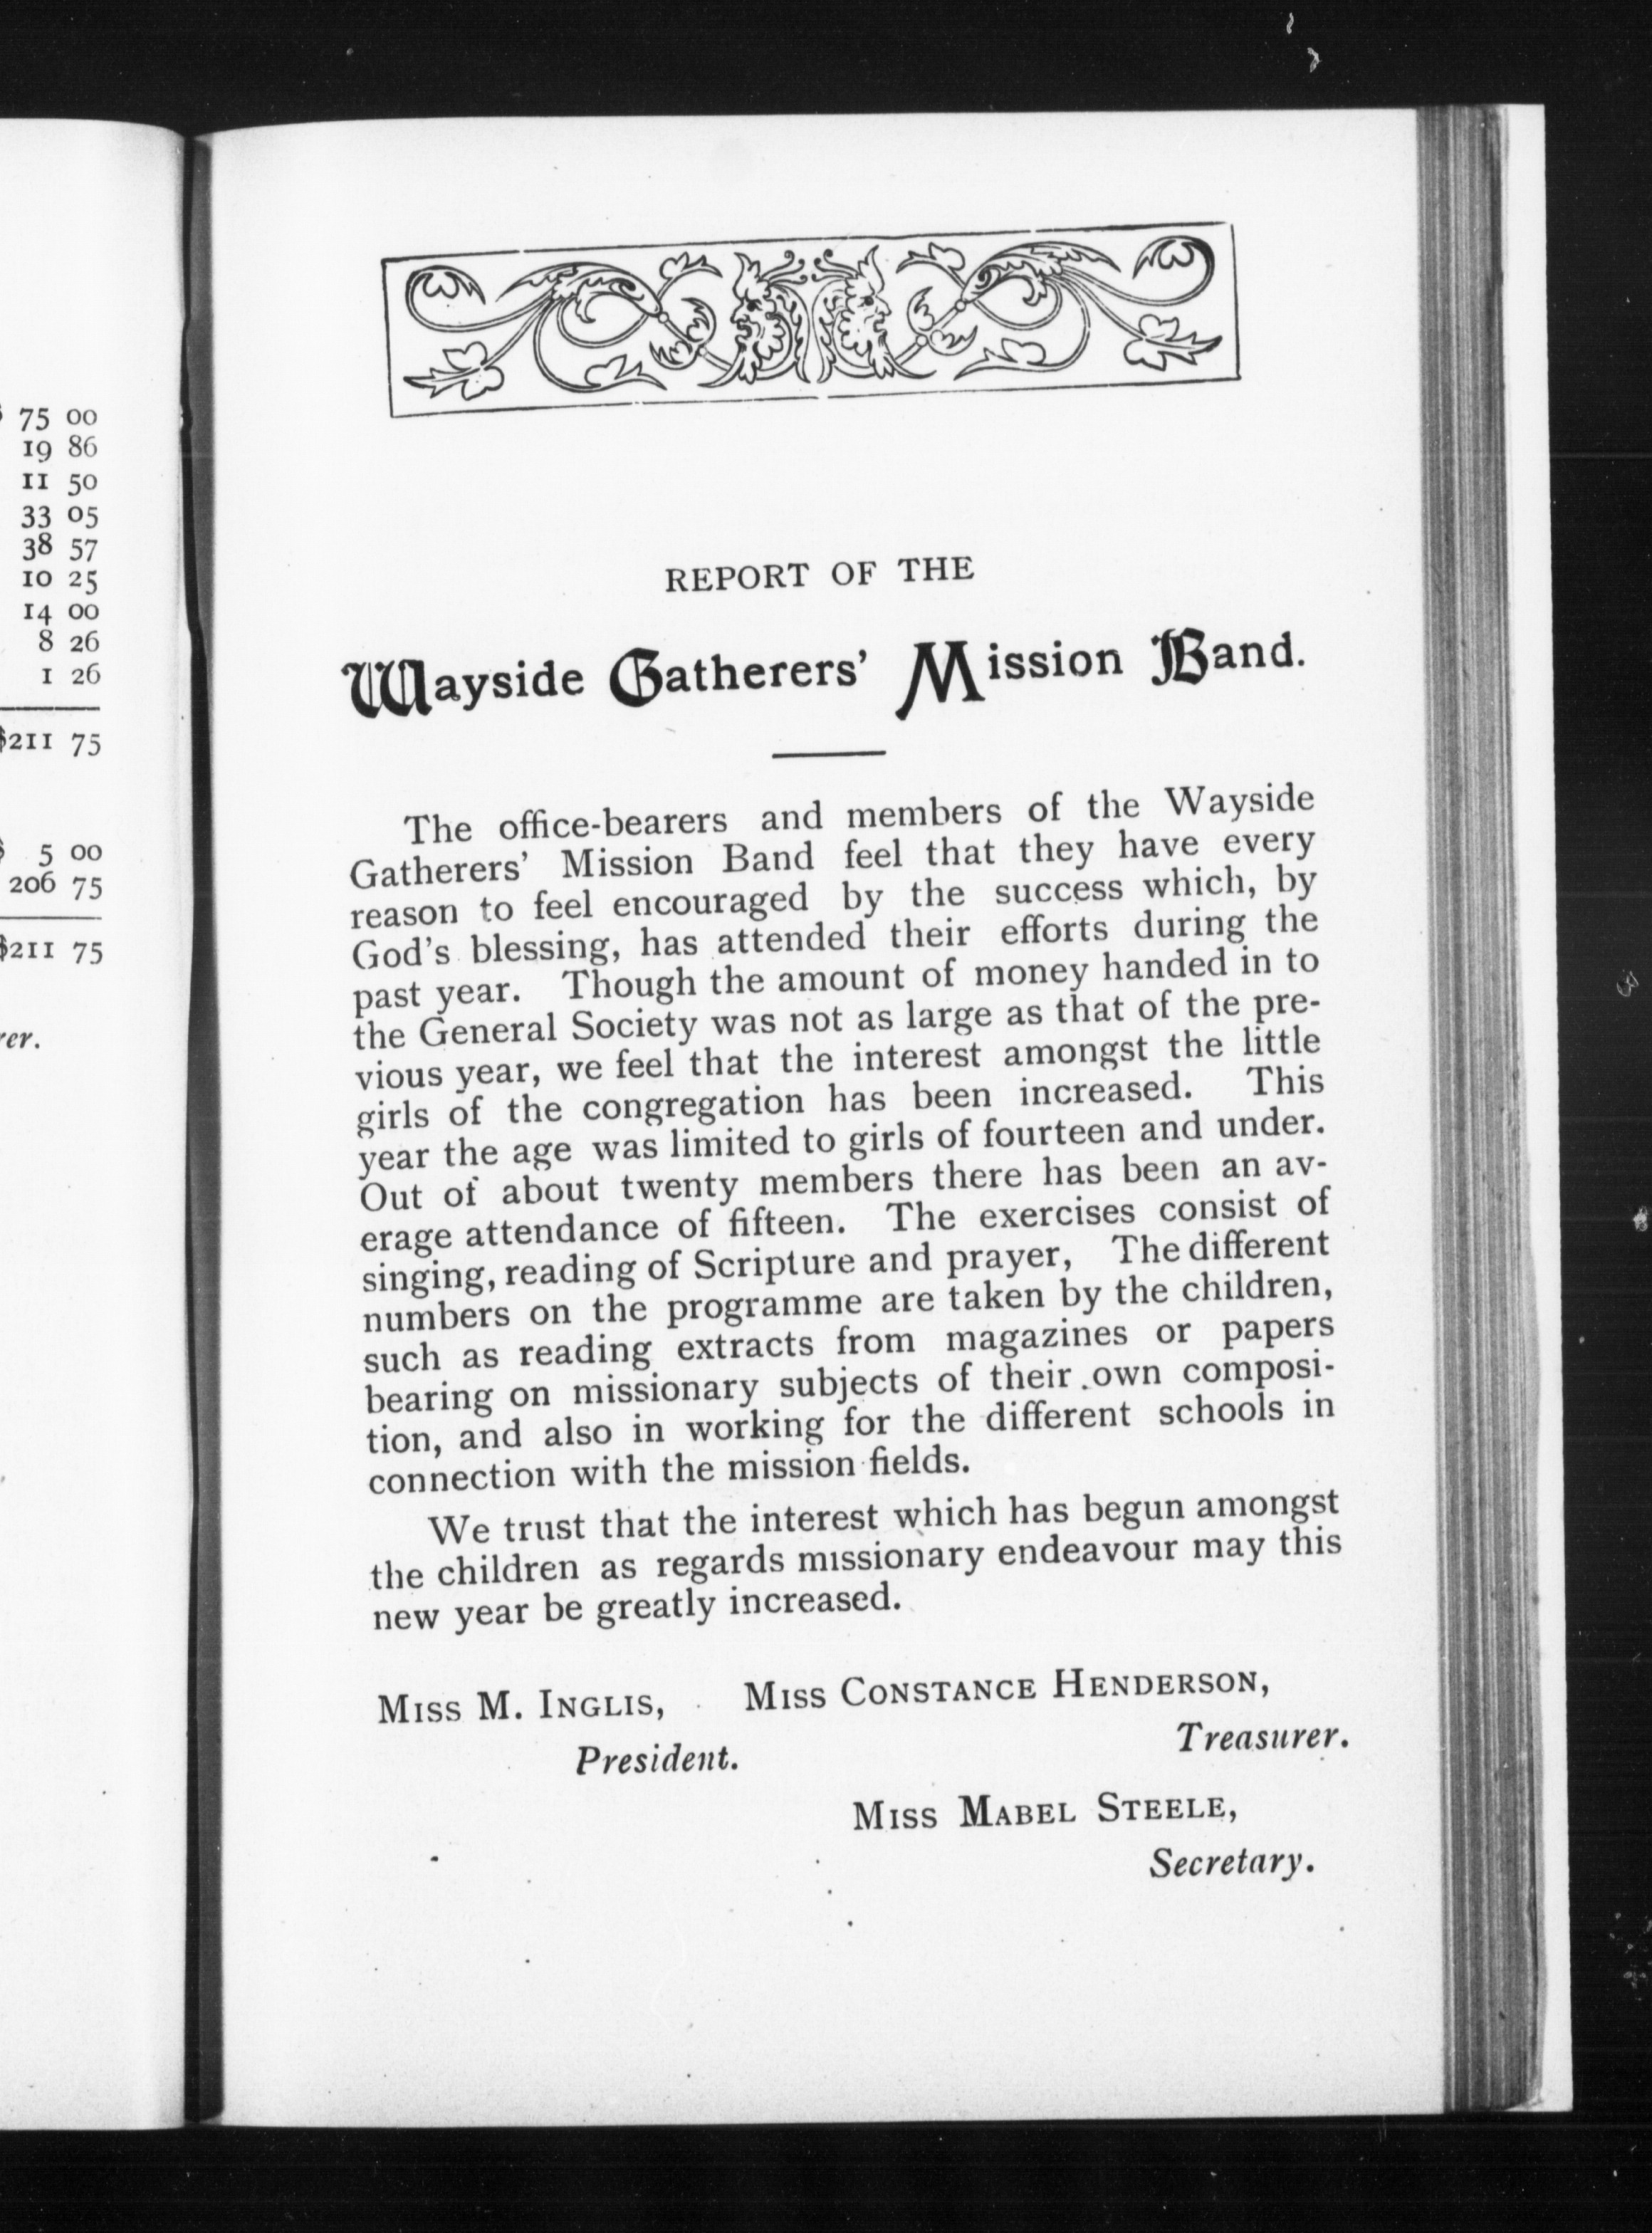 75 00
19 86
11 50
33 05
38 57
10 25
14 00
8 26
1 26
$211 75
5 00
206 75
$211 75
rer.
REPORT OF THE
Wayside Gatherers' Mission Band.
The office-bearers and members of the Wayside
Gatherers' Mission Band feel that they have every
reason to feel encouraged by the success which, by
God's blessing, has attended their efforts during the
past year. Though the amount of money handed in to
the General Society was not as large as that of the pre-
vious year, we feel that the interest amongst the little
girls of the congregation has been increased. This
year the age was limited to girls of fourteen and under.
Out of about twenty members there has been an av-
erage attendance of fifteen. The exercises consist of
singing, reading of Scripture and prayer, The different
numbers on the programme are taken by the children,
such as reading extracts from magazines or papers
bearing on missionary subjects of their own composi-
tion, and also in working for the different schools in
connection with the mission fields.
We trust that the interest which has begun amongst
the children as regards missionary endeavour may this
new year be greatly increased.
MISS M. INGLIS, MISS CONSTANCE HENDERSON,
President. Treasurer.
MISS MABEL STEELE,
Secretary.